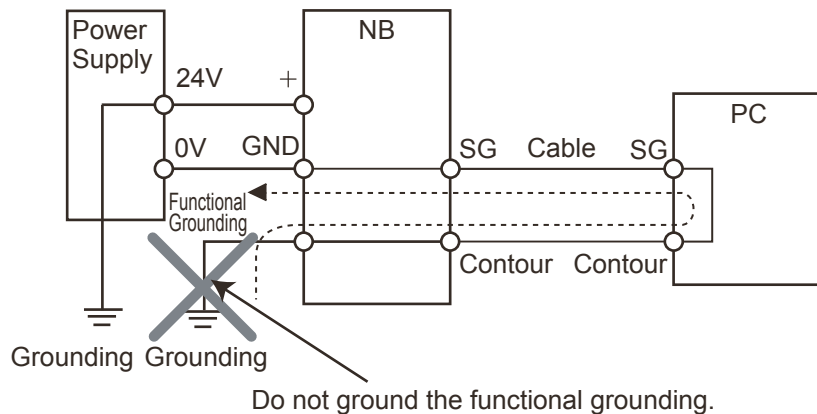 Power
Supply
NB
PC
24V
+
0V
GND
SG
Cable
SG
Functional
Grounding
Contour
Contour
Grounding
Grounding
Do not ground the functional grounding.